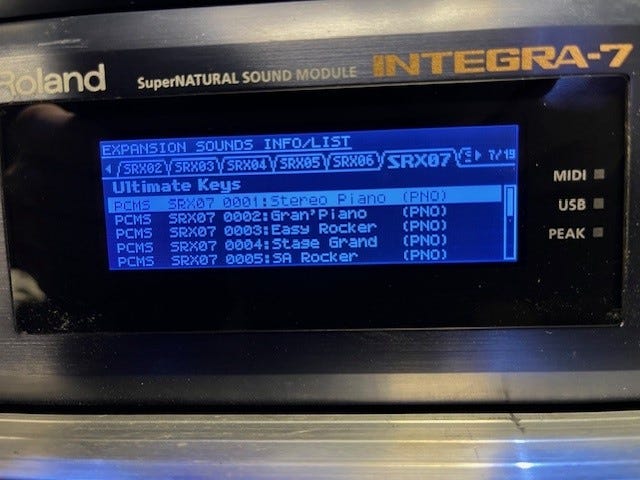 Roland SuperNATURAL SOUND MODULE INTEGRA-7
EXPANSION SOUNDS INFO/LIST
SRX02 SRX03 SRX04 SRX05 SRX06 SRX07 7/19
Ultimate Keys
PCMS SRX07 0001:Stereo Piano (PNO)
PCMS SRX07 0002:Gran'Piano (PNO)
PCMS SRX07 0003:Easy Rocker (PNO)
PCMS SRX07 0004:Stage Grand (PNO)
PCMS SRX07 0005:SA Rocker (PNO)
MIDI
USB
PEAK